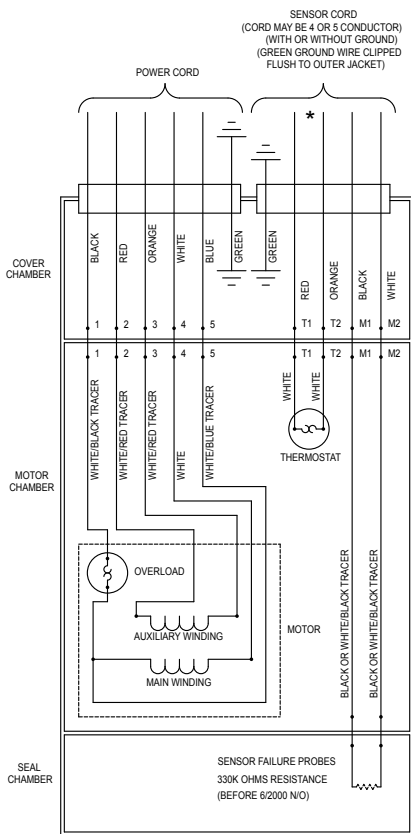 SENSOR CORD
(CORD MAY BE 4 OR 5 CONDUCTOR)
(WITH OR WITHOUT GROUND)
(GREEN GROUND WIRE CLIPPED
FLUSH TO OUTER JACKET)
POWER CORD
*
COVER
CHAMBER
BLACK
RED
ORANGE
WHITE
BLUE
GREEN
GREEN
RED
ORANGE
BLACK
WHITE
1 2 3 4 5 T1 T2 M1 M2
1 2 3 4 5 T1 T2 M1 M2
MOTOR
CHAMBER
WHITE/BLACK TRACER
WHITE/RED TRACER
WHITE/RED TRACER
WHITE
WHITE/BLUE TRACER
WHITE
WHITE
THERMOSTAT
OVERLOAD
AUXILIARY WINDING
MAIN WINDING
MOTOR
BLACK OR WHITE/BLACK TRACER
BLACK OR WHITE/BLACK TRACER
SEAL
CHAMBER
SENSOR FAILURE PROBES
330K OHMS RESISTANCE
(BEFORE 6/2000 N/O)